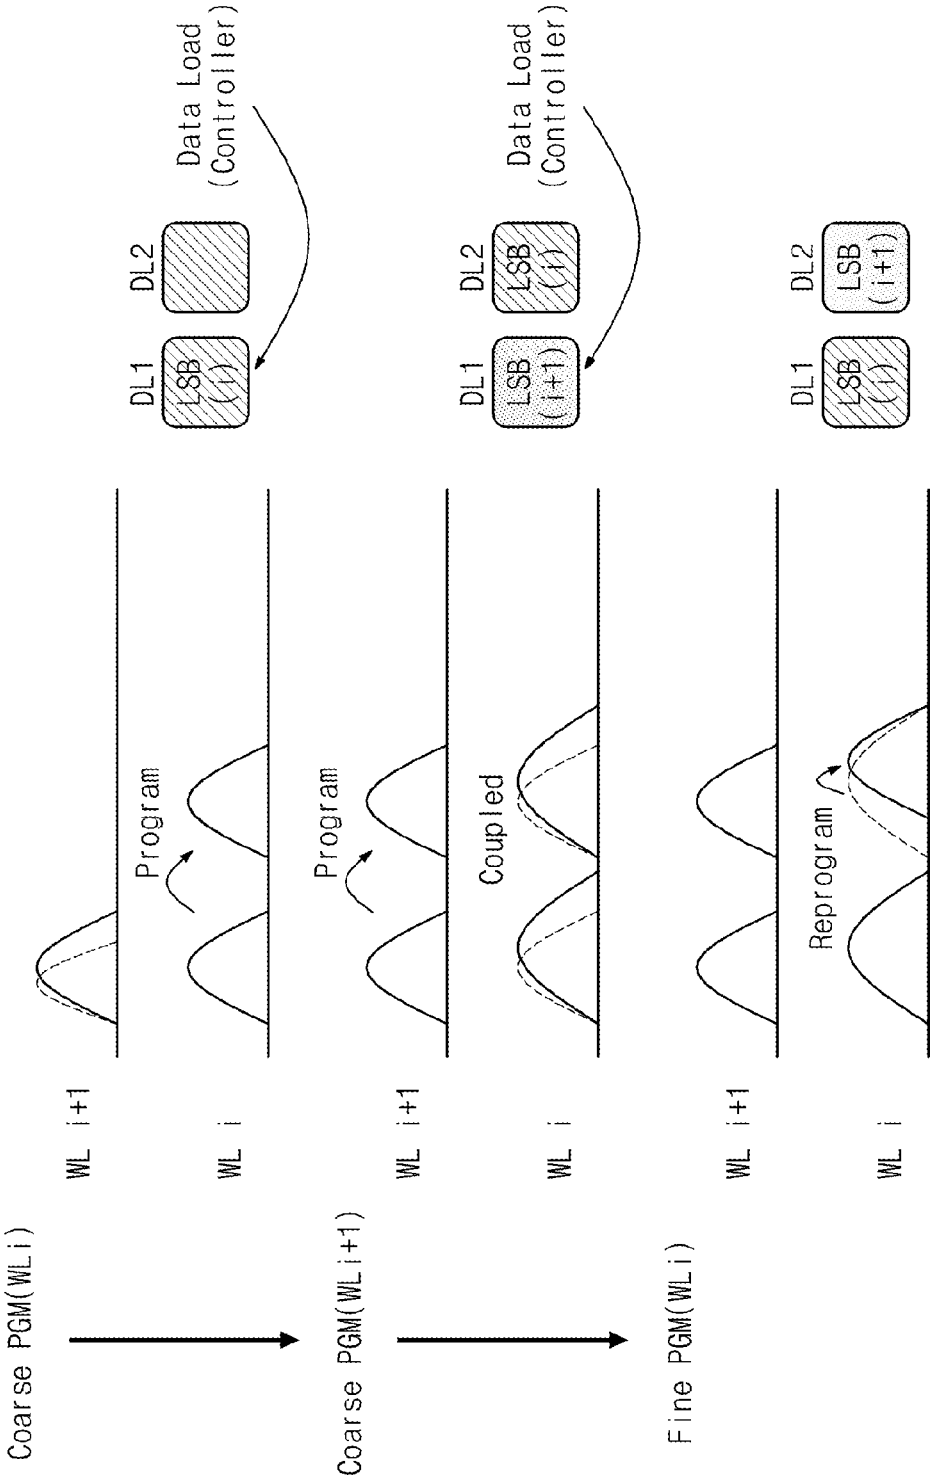 Coarse PGM(WLi)
WL i+1
WL i
Program
DL1
DL2
LSB
(i)
Data Load
(Controller)
Coarse PGM(WLi+1)
WL i+1
WL i
Program
Coupled
DL1
DL2
LSB
(i+1)
LSB
(i)
Data Load
(Controller)
Fine PGM(WLi)
WL i+1
WL i
Reprogram
DL1
DL2
LSB
(i)
LSB
(i+1)